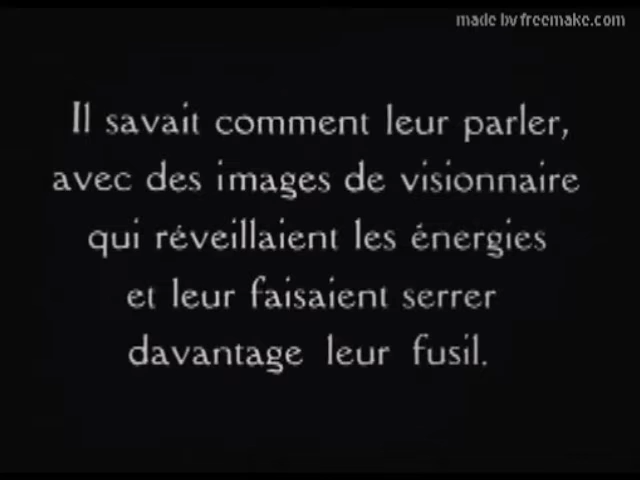 made by freemake.com
Il savait comment leur parler,
avec des images de visionnaire
qui réveillaient les énergies
et leur faisaient serrer
davantage leur fusil.